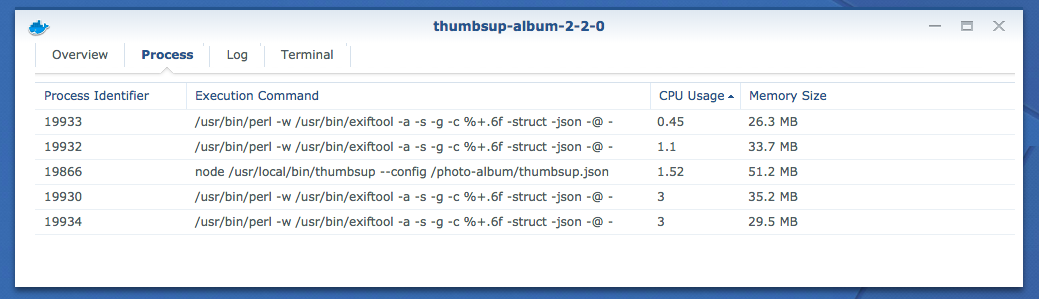 thumbsup-album-2-2-0
Overview Process Log Terminal
Process Identifier Execution Command CPU Usage Memory Size
19933 /usr/bin/perl -w /usr/bin/exiftool -a -s -g -c %+.6f -struct -json -@ - 0.45 26.3 MB
19932 /usr/bin/perl -w /usr/bin/exiftool -a -s -g -c %+.6f -struct -json -@ - 1.1 33.7 MB
19866 node /usr/local/bin/thumbsup --config /photo-album/thumbsup.json 1.52 51.2 MB
19930 /usr/bin/perl -w /usr/bin/exiftool -a -s -g -c %+.6f -struct -json -@ - 3 35.2 MB
19934 /usr/bin/perl -w /usr/bin/exiftool -a -s -g -c %+.6f -struct -json -@ - 3 29.5 MB